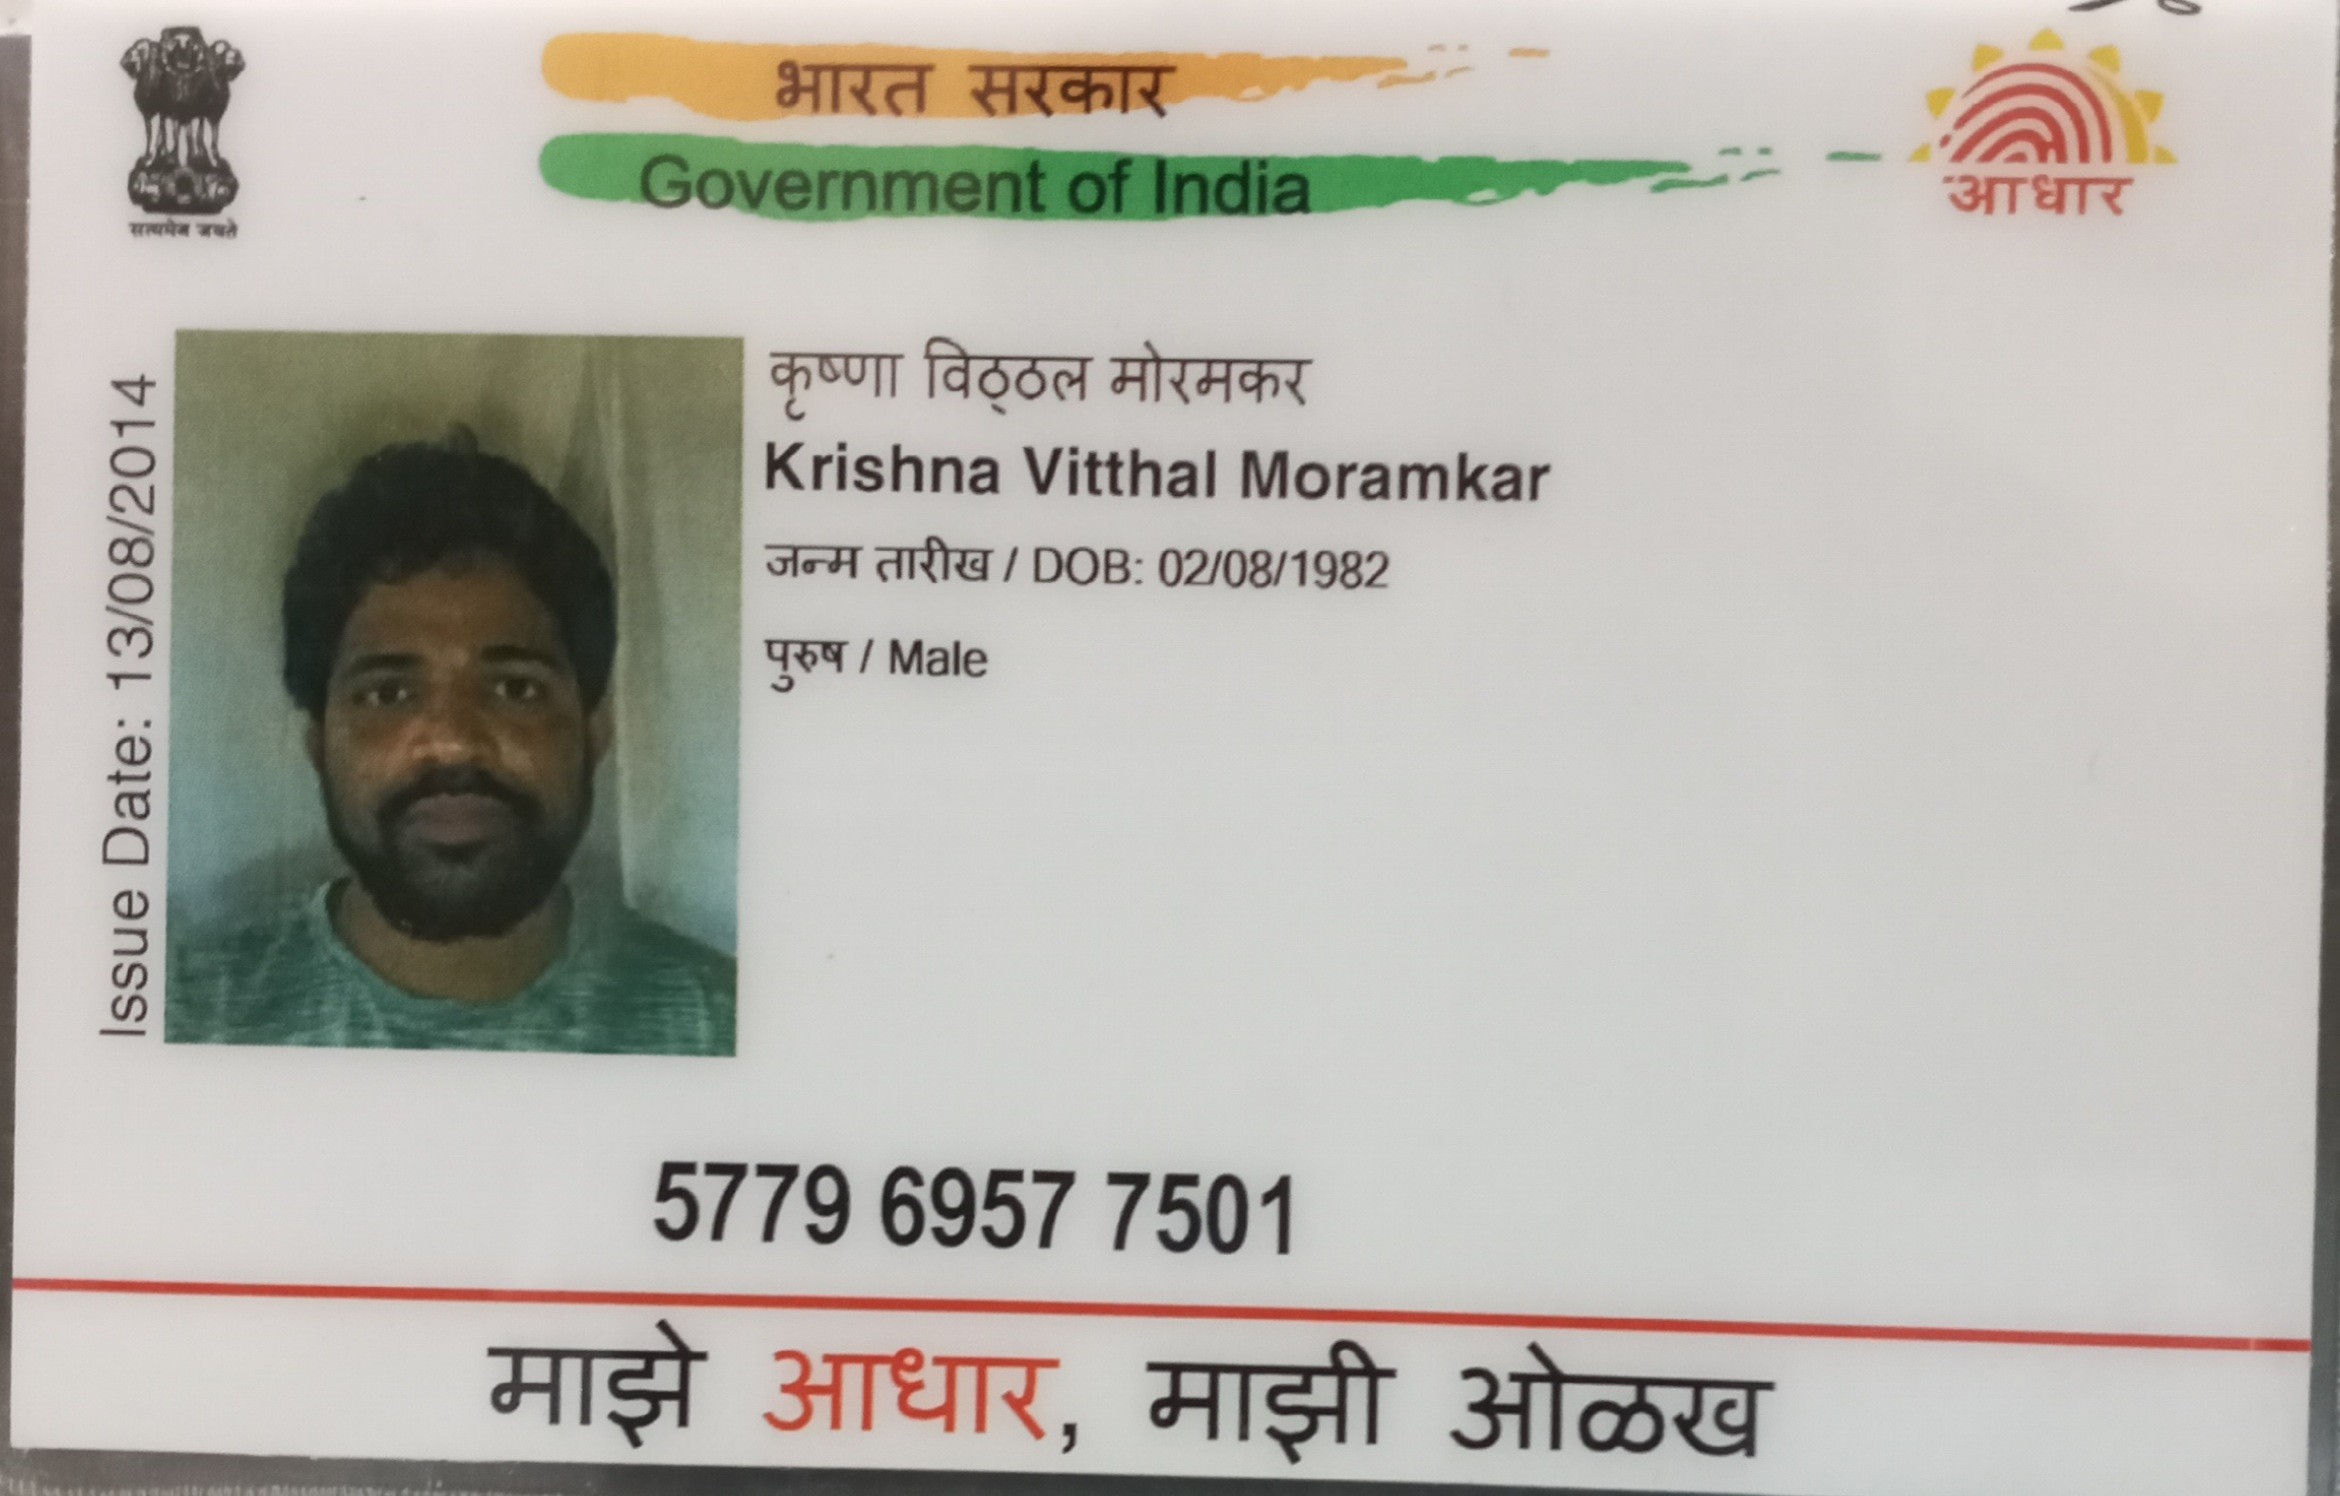 भारत सरकार
Government of India
आधार
सत्यमेव जयते
Issue Date: 13/08/2014
कृष्णा विठ्ठल मोरमकर
Krishna Vitthal Moramkar
जन्म तारीख / DOB: 02/08/1982
पुरुष / Male
5779 6957 7501
माझे आधार, माझी ओळख